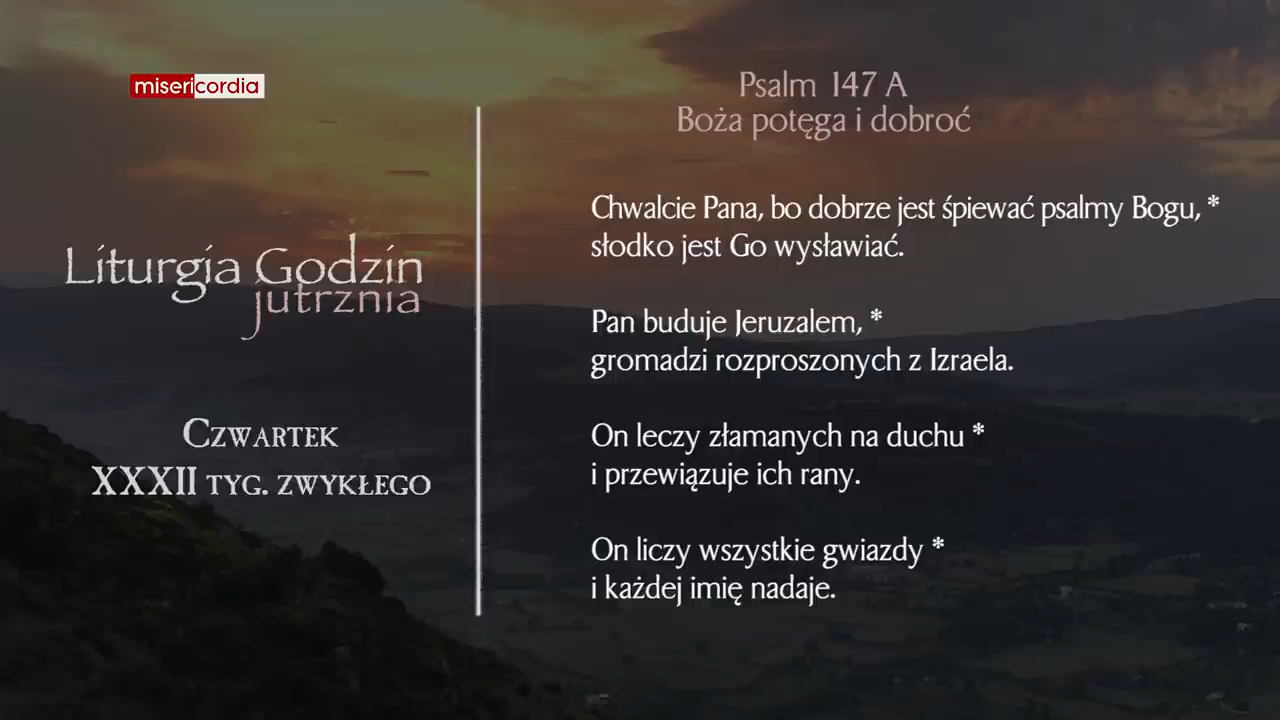 misericordia
Liturgia Godzin
jutrznia
Czwartek
XXXII tyg. zwykłego
Psalm 147 A
Boża potęga i dobroć
Chwalcie Pana, bo dobrze jest śpiewać psalmy Bogu, *
słodko jest Go wysławiać.
Pan buduje Jeruzalem, *
gromadzi rozproszonych z Izraela.
On leczy złamanych na duchu *
i przewiązuje ich rany.
On liczy wszystkie gwiazdy *
i każdej imię nadaje.